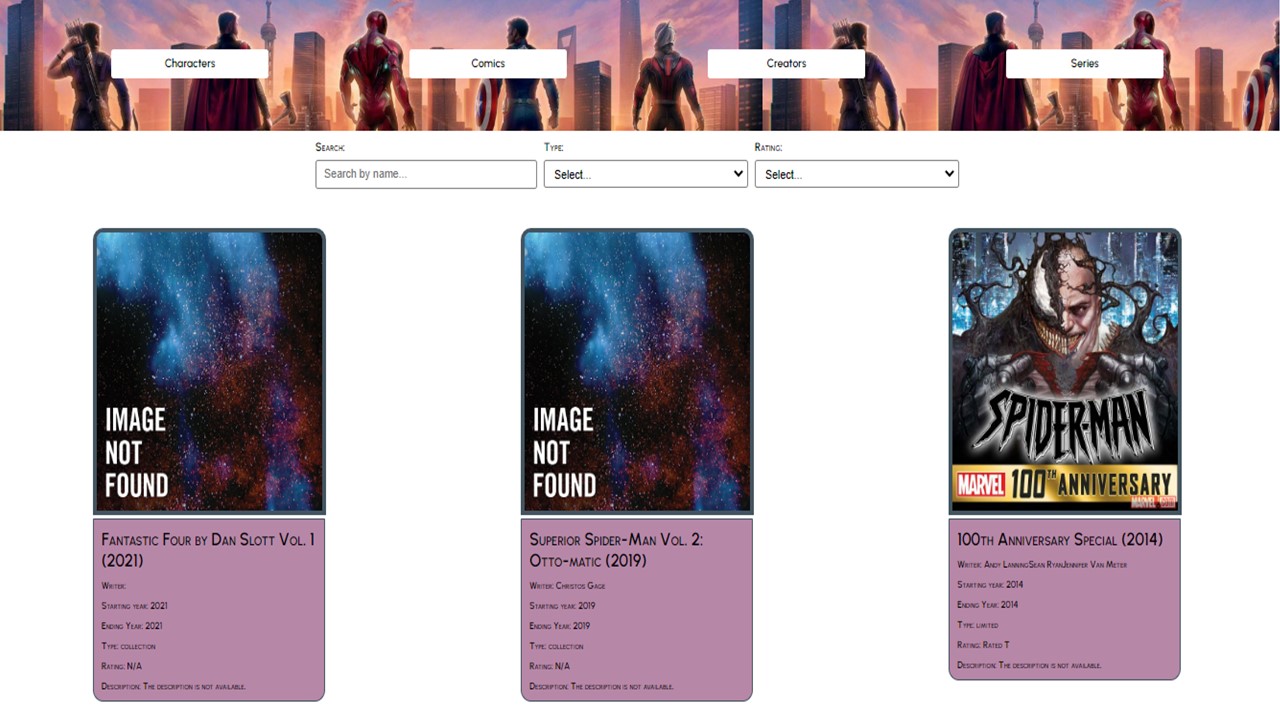 Characters
Comics
Creators
Series
Search:
Type:
Rating:
Search by name...
Select...
Select...
IMAGE
NOT
FOUND
Fantastic Four by Dan Slott Vol. 1
(2021)
Writer:
Starting year: 2021
Ending Year: 2021
Type: collection
Rating: N/A
Description: The description is not available.
IMAGE
NOT
FOUND
Superior Spider-Man Vol. 2:
Otto-matic (2019)
Writer: Christos Gage
Starting year: 2019
Ending Year: 2019
Type: collection
Rating: N/A
Description: The description is not available.
SPIDER-MAN
MARVEL 100TH ANNIVERSARY
100th Anniversary Special (2014)
Writer: Andy LanningSean RyanJennifer Van Meter
Starting year: 2014
Ending Year: 2014
Type: limited
Rating: Rated T
Description: The description is not available.